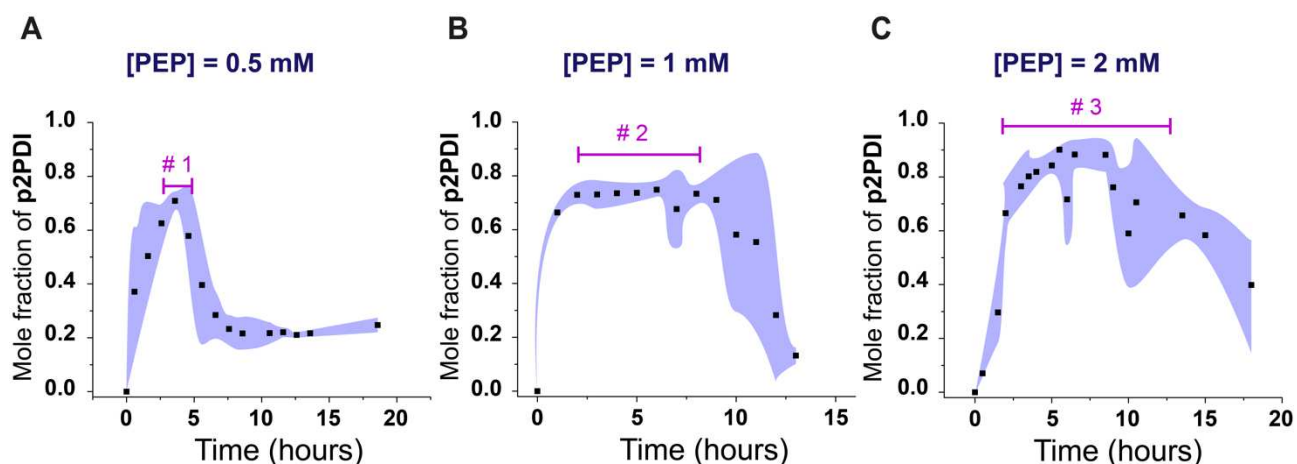 A
[PEP] = 0.5 mM
Mole fraction of p2PDI
1.0
0.8
0.6
0.4
0.2
0.0
# 1
0
5
10
15
20
Time (hours)
B
[PEP] = 1 mM
Mole fraction of p2PDI
1.0
0.8
0.6
0.4
0.2
0.0
# 2
0
5
10
15
Time (hours)
C
[PEP] = 2 mM
Mole fraction of p2PDI
1.0
0.8
0.6
0.4
0.2
0.0
# 3
0
5
10
15
20
Time (hours)